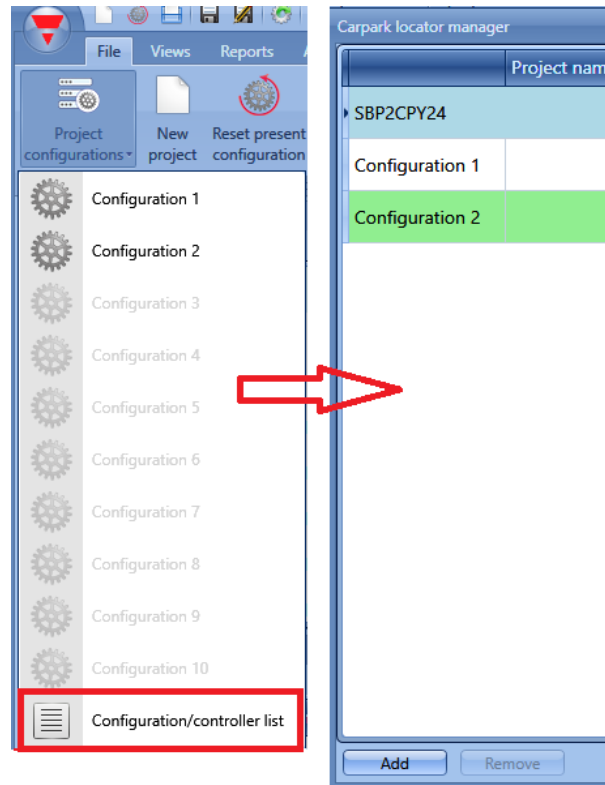 File Views Reports
Project configurations
New project
Reset present configuration
Configuration 1
Configuration 2
Configuration 3
Configuration 4
Configuration 5
Configuration 6
Configuration 7
Configuration 8
Configuration 9
Configuration 10
Configuration/controller list
Carpark locator manager
Project nam
SBP2CPY24
Configuration 1
Configuration 2
Add Remove